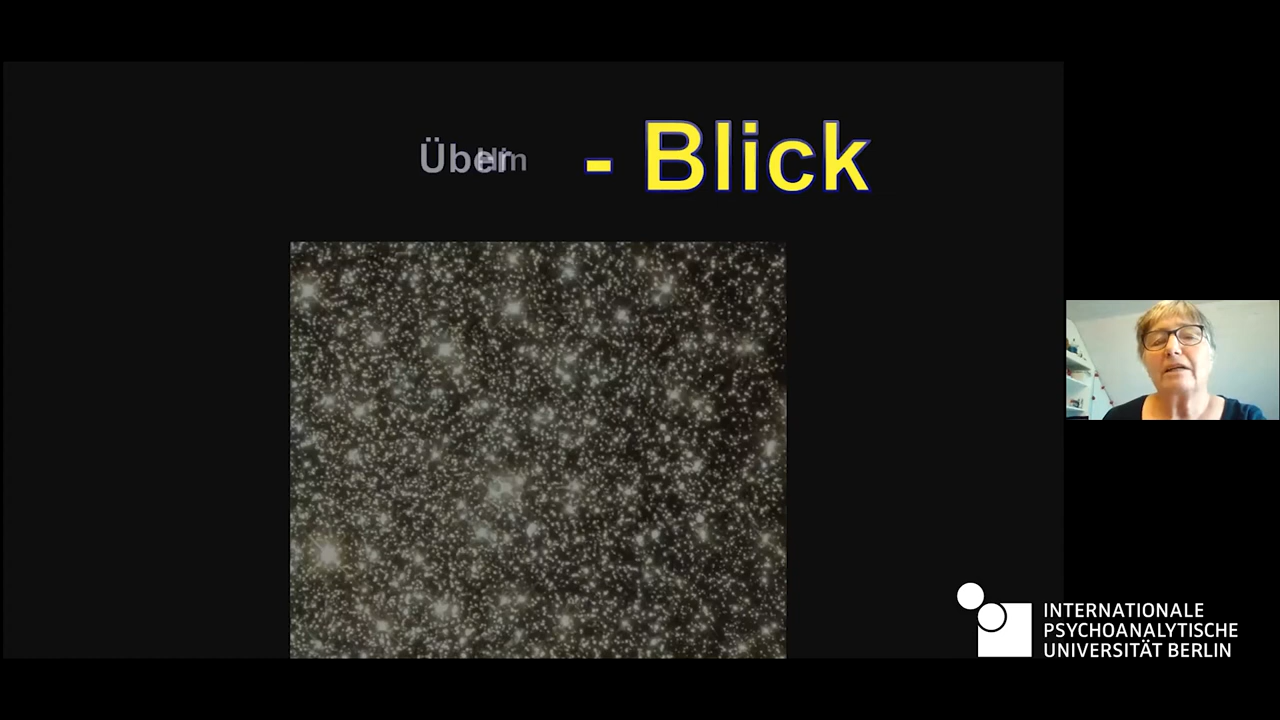 Über - Blick
INTERNATIONALE
PSYCHOANALYTISCHE
UNIVERSITÄT BERLIN